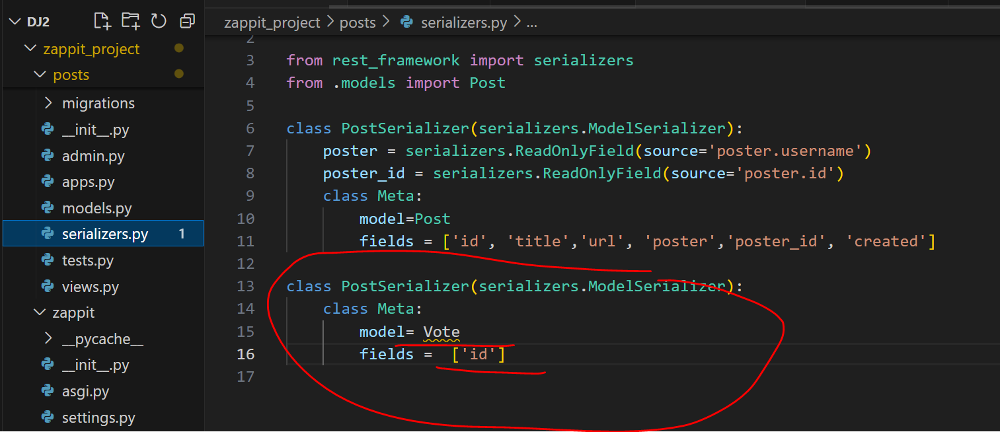 DJ2
zappit_project
posts
migrations
__init__.py
admin.py
apps.py
models.py
serializers.py 1
tests.py
views.py
zappit
__pycache__
__init__.py
asgi.py
settings.py
zappit_project > posts > serializers.py > ...
2
3 from rest_framework import serializers
4 from .models import Post
5
6 class PostSerializer(serializers.ModelSerializer):
7     poster = serializers.ReadOnlyField(source='poster.username')
8     poster_id = serializers.ReadOnlyField(source='poster.id')
9     class Meta:
10         model=Post
11         fields = ['id', 'title','url', 'poster','poster_id', 'created']
12
13 class PostSerializer(serializers.ModelSerializer):
14     class Meta:
15         model= Vote
16         fields =  ['id']
17